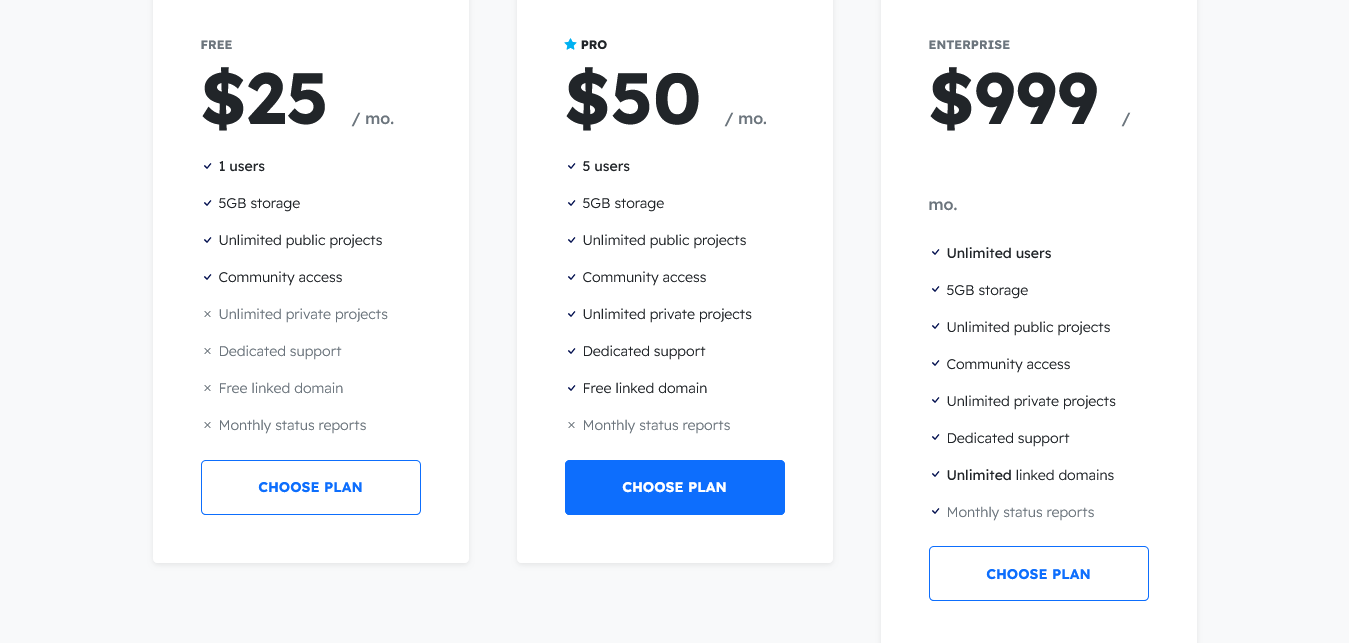 FREE
$25 / mo.
1 users
5GB storage
Unlimited public projects
Community access
Unlimited private projects
Dedicated support
Free linked domain
Monthly status reports
CHOOSE PLAN
PRO
$50 / mo.
5 users
5GB storage
Unlimited public projects
Community access
Unlimited private projects
Dedicated support
Free linked domain
Monthly status reports
CHOOSE PLAN
ENTERPRISE
$999 /
mo.
Unlimited users
5GB storage
Unlimited public projects
Community access
Unlimited private projects
Dedicated support
Unlimited linked domains
Monthly status reports
CHOOSE PLAN